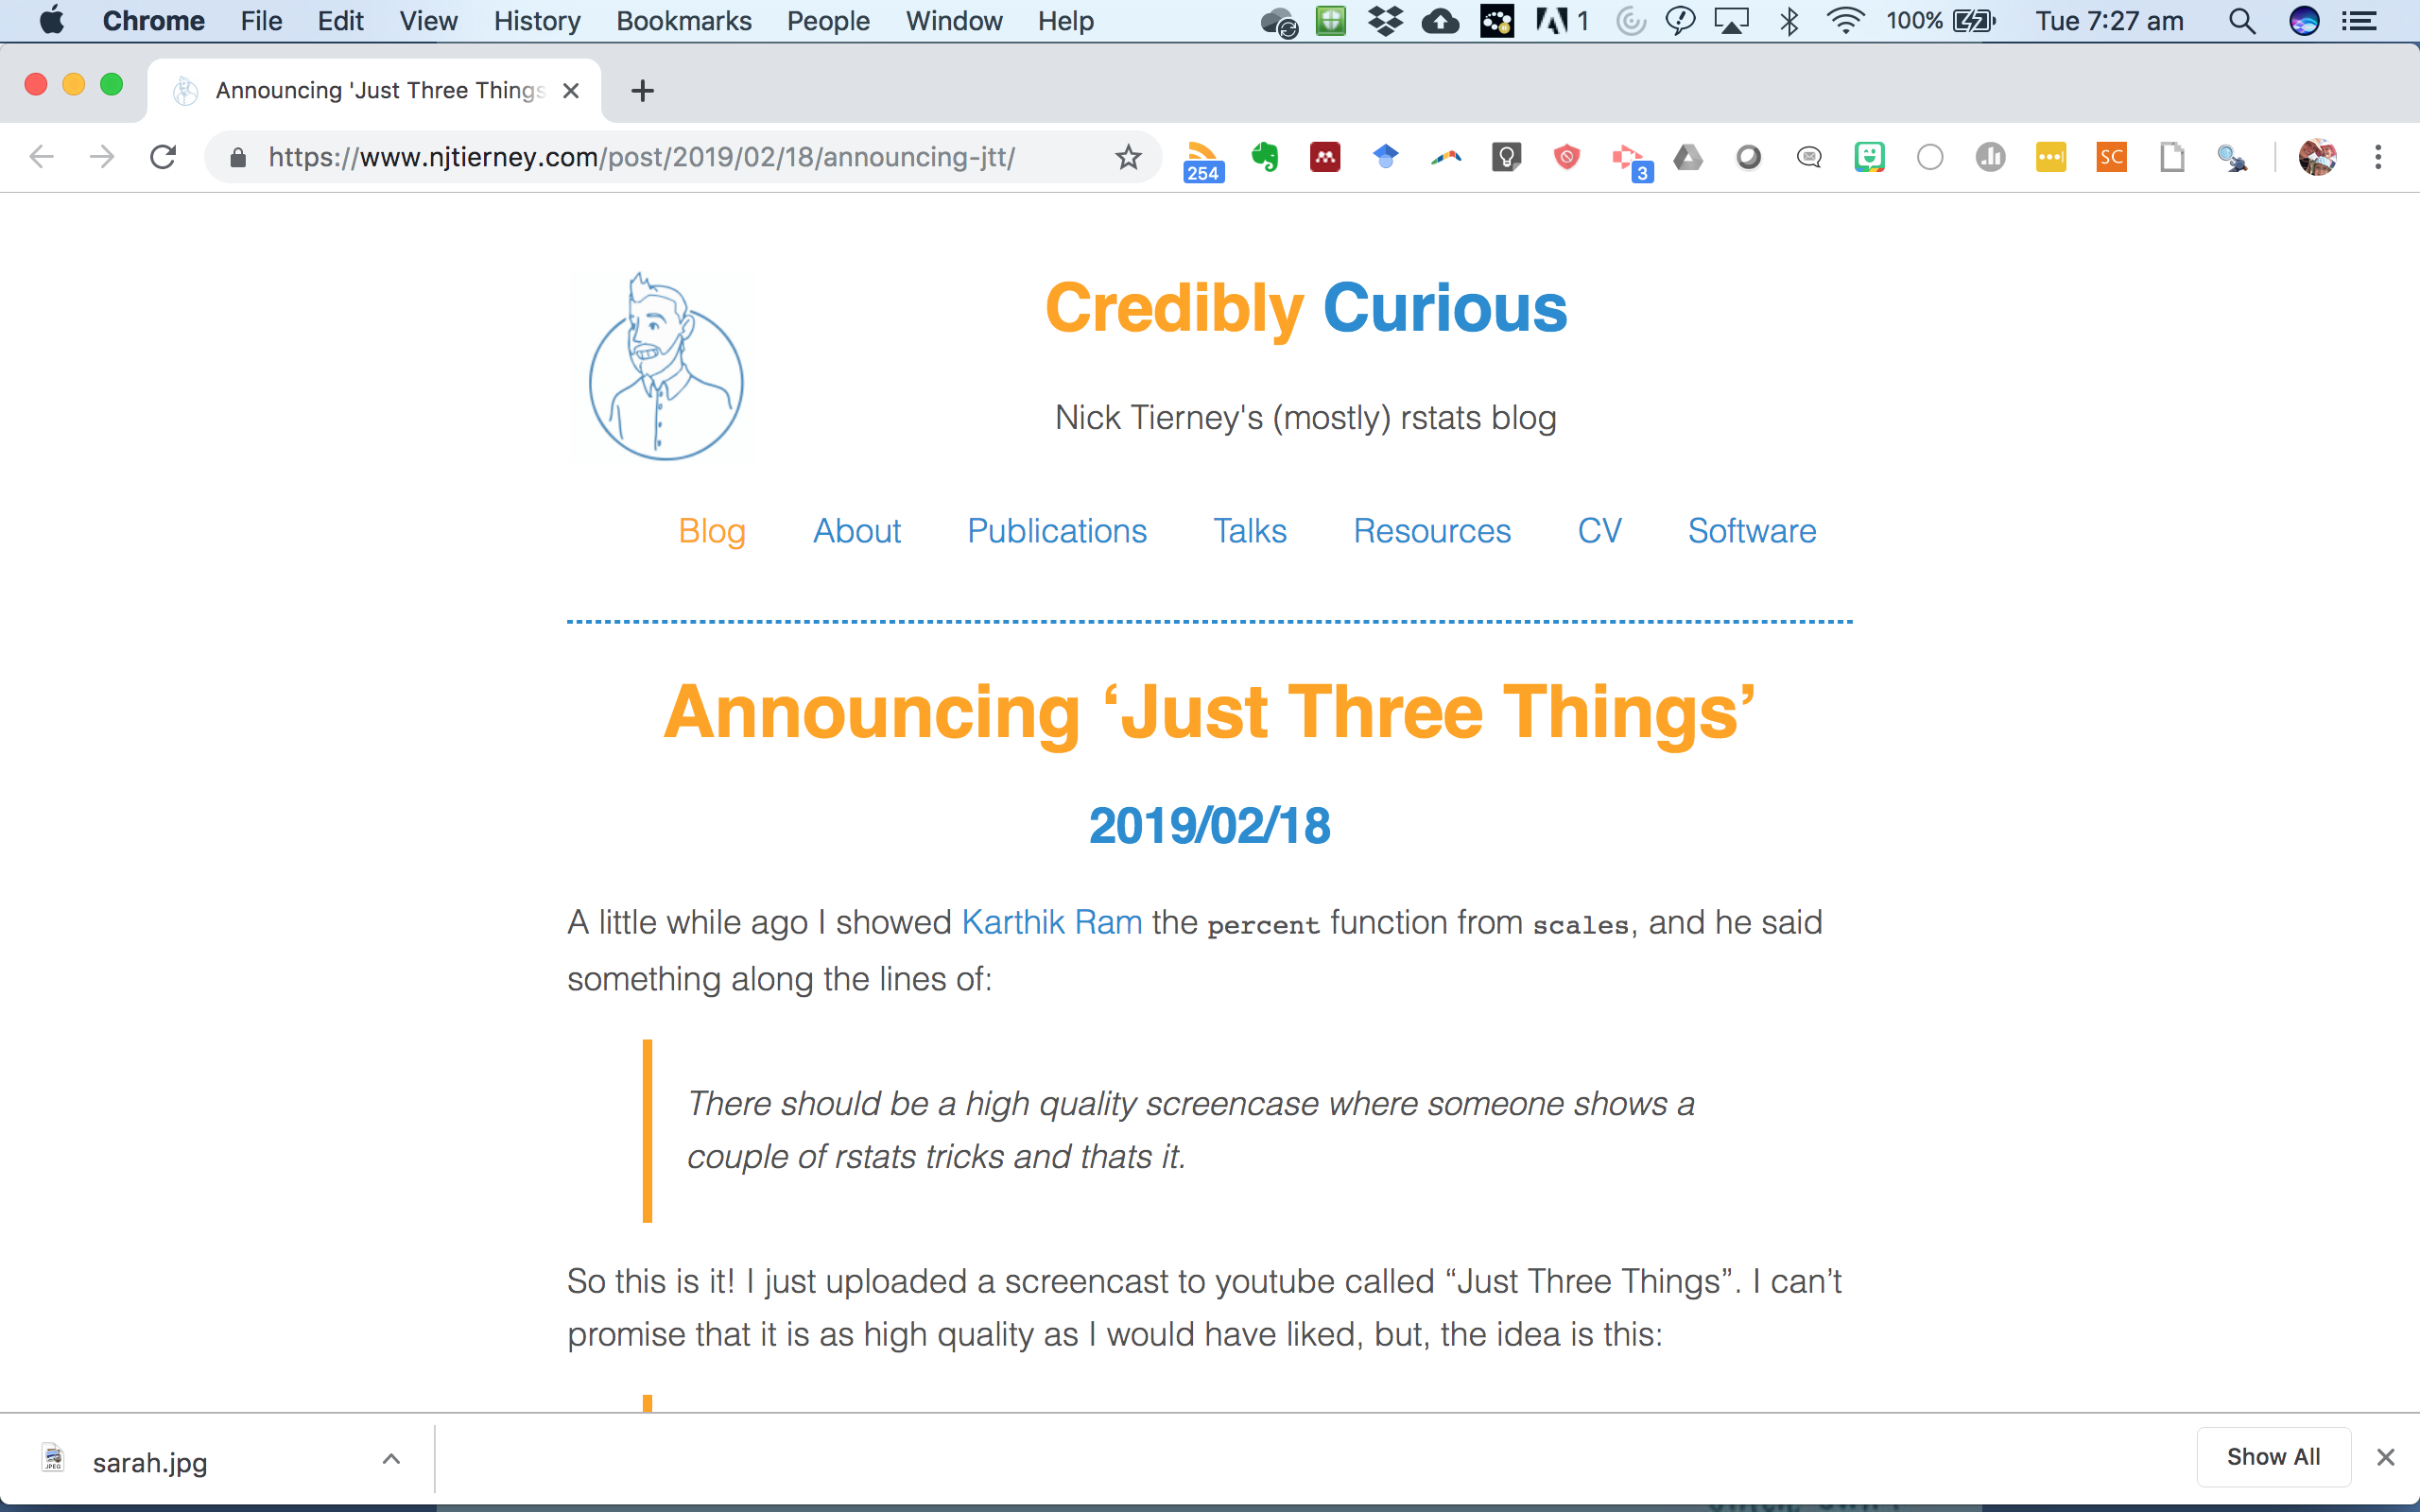 Chrome File Edit View History Bookmarks People Window Help 1 100% Tue 7:27 am
Announcing 'Just Three Things
https://www.njtierney.com/post/2019/02/18/announcing-jtt/ 254 3 SC
Credibly Curious
Nick Tierney's (mostly) rstats blog
Blog About Publications Talks Resources CV Software
Announcing ‘Just Three Things’
2019/02/18
A little while ago I showed Karthik Ram the percent function from scales, and he said
something along the lines of:
There should be a high quality screencase where someone shows a
couple of rstats tricks and thats it.
So this is it! I just uploaded a screencast to youtube called “Just Three Things”. I can’t
promise that it is as high quality as I would have liked, but, the idea is this:
JPEG sarah.jpg Show All